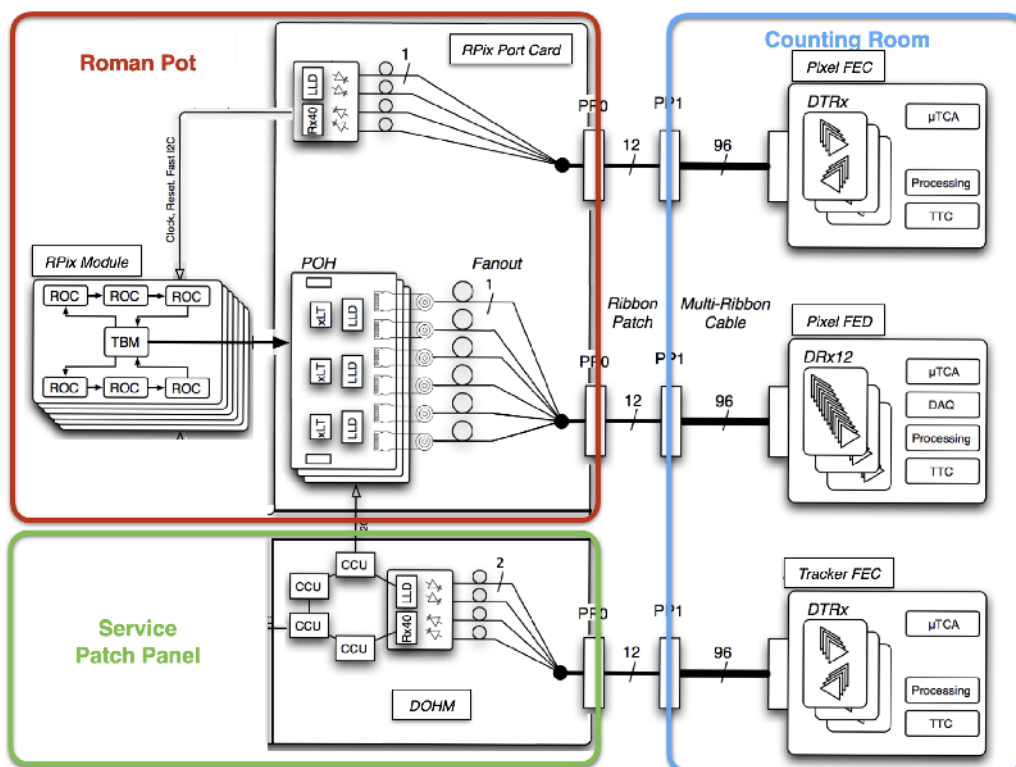 Roman Pot
RPix Port Card
Counting Room
Pixel FEC
DTRx
µTCA
Processing
TTC
LLD
Rx40
1
PP0
12
PP1
96
Clock, Reset, Fast I2C
RPix Module
ROC
ROC
ROC
TBM
ROC
ROC
ROC
POH
xLT
LLD
xLT
LLD
xLT
LLD
Fanout
1
Ribbon
Patch
Multi-Ribbon
Cable
PP0
12
PP1
96
Pixel FED
DRx12
µTCA
DAQ
Processing
TTC
Service
Patch Panel
CCU
CCU
CCU
CCU
LLD
Rx40
2
DOHM
PP0
12
PP1
96
Tracker FEC
DTRx
µTCA
Processing
TTC